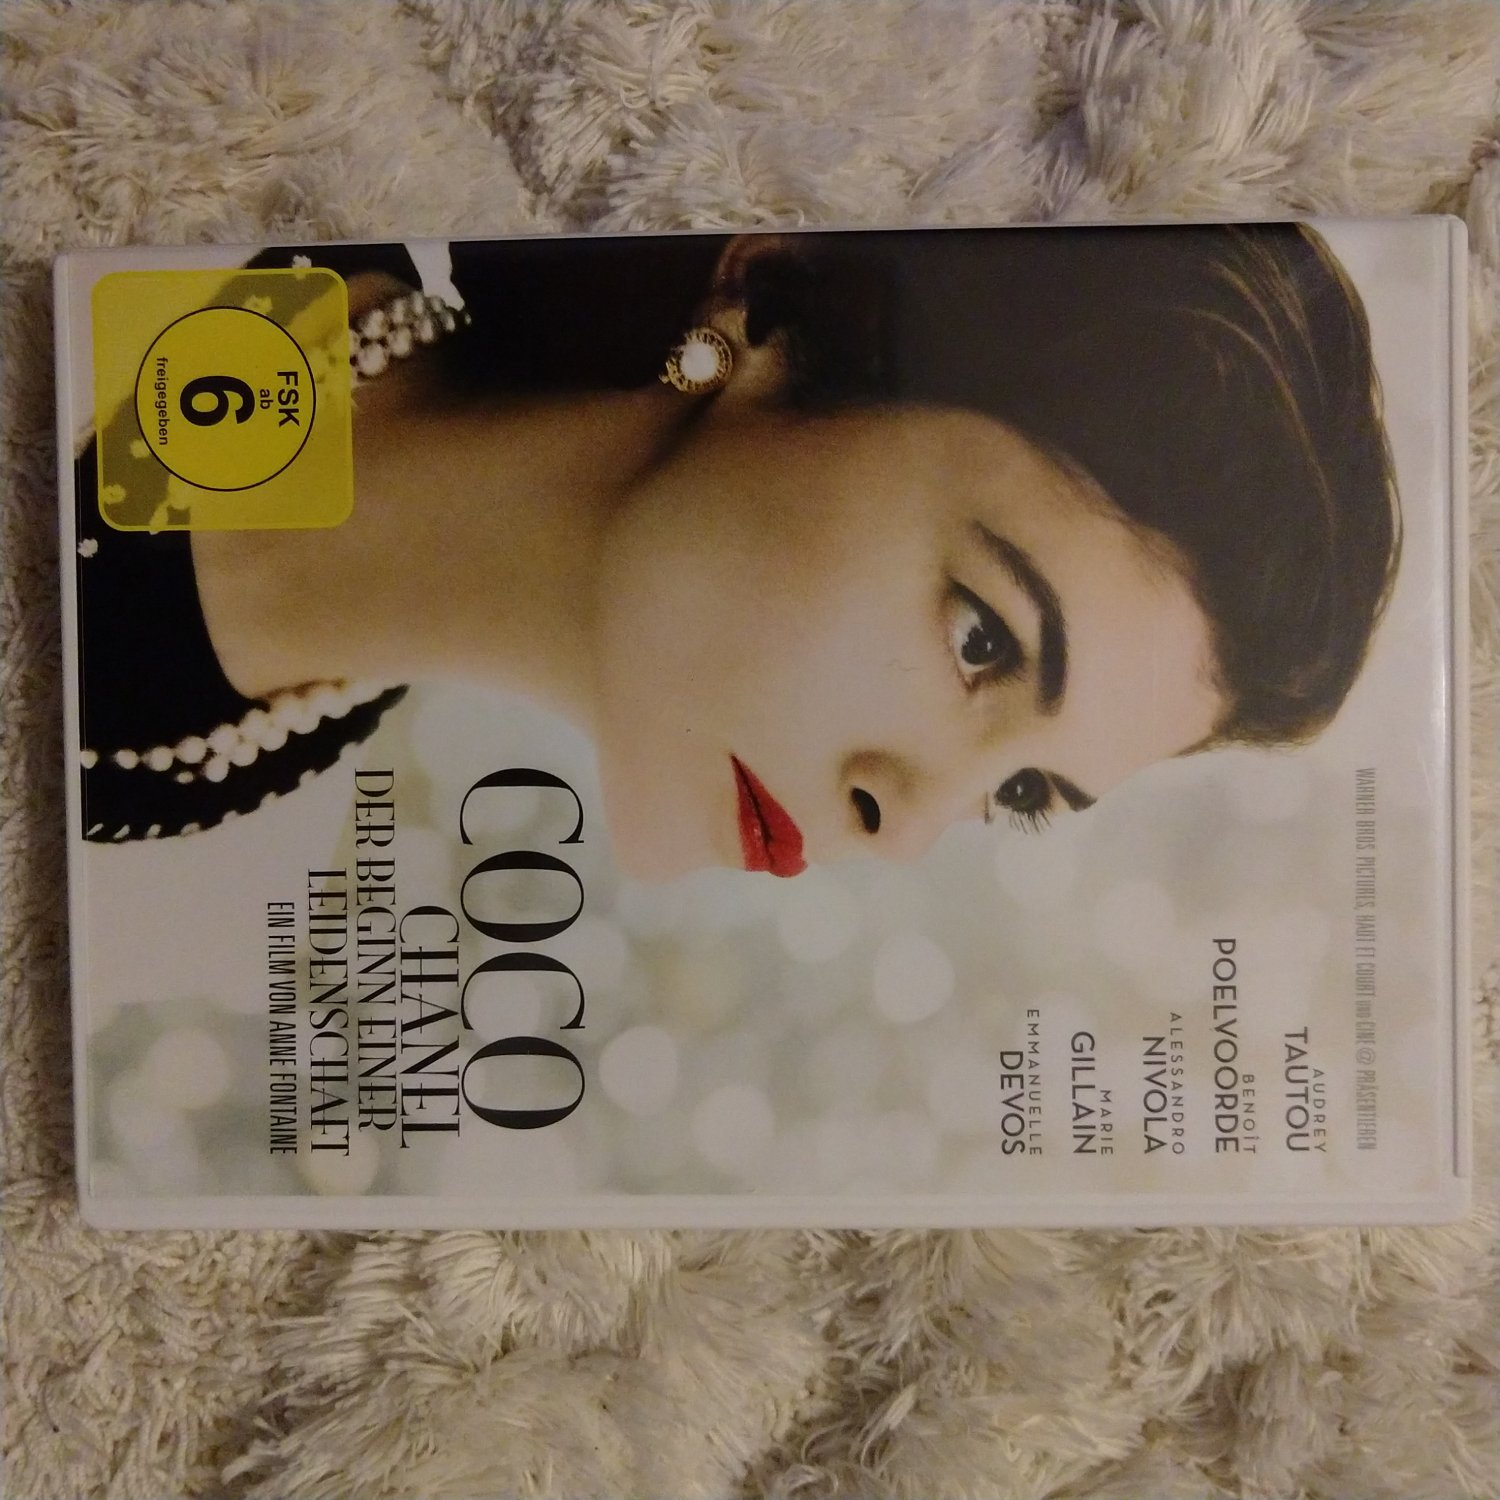 WARNER BROS. PICTURES, HAUT ET COURT UND CINÉ @ PRÄSENTIEREN
AUDREY
TAUTOU
BENOÎT
POELVOORDE
ALESSANDRO
NIVOLA
MARIE
GILLAIN
EMMANUELLE
DEVOS
COCO
CHANEL
DER BEGINN EINER
LEIDENSCHAFT
EIN FILM VON ANNE FONTAINE
FSK
ab
6
freigegeben